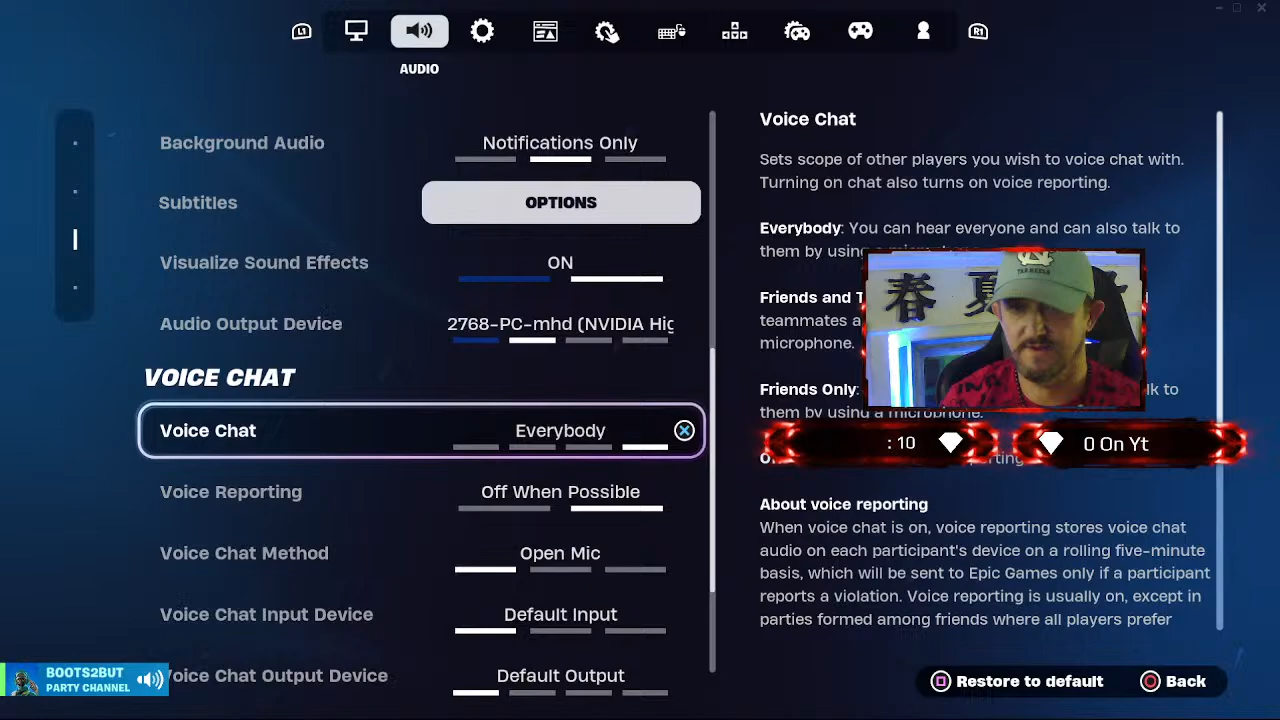 L1
R1
AUDIO
Background Audio
Notifications Only
Subtitles
OPTIONS
Visualize Sound Effects
ON
Audio Output Device
2768-PC-mhd (NVIDIA Hig
VOICE CHAT
Voice Chat
Everybody
Voice Reporting
Off When Possible
Voice Chat Method
Open Mic
Voice Chat Input Device
Default Input
Voice Chat Output Device
Default Output
BOOTS2BUT
PARTY CHANNEL
Voice Chat
Sets scope of other players you wish to voice chat with.
Turning on chat also turns on voice reporting.
Everybody: You can hear everyone and can also talk to
them by using a microphone.
Friends and T
teammates a
microphone.
Friends Only:
lk to
them by using a microphone.
春 夏
TAR HEELS
: 10
0 On Yt
About voice reporting
When voice chat is on, voice reporting stores voice chat
audio on each participant's device on a rolling five-minute
basis, which will be sent to Epic Games only if a participant
reports a violation. Voice reporting is usually on, except in
parties formed among friends where all players prefer
Restore to default
Back